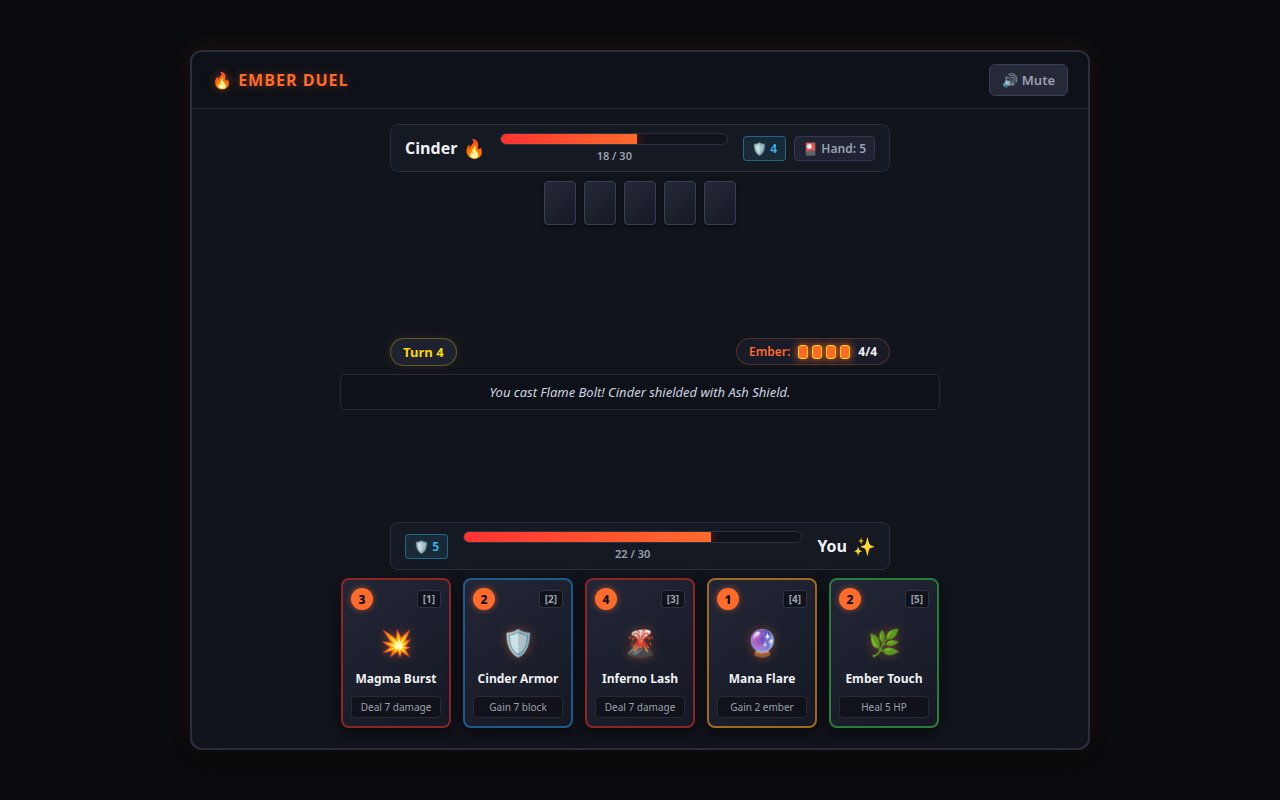 🔥 EMBER DUEL
🔊 Mute
Cinder 🔥
18 / 30
🛡️ 4
🎴 Hand: 5
Turn 4
Ember: 4/4
You cast Flame Bolt! Cinder shielded with Ash Shield.
🛡️ 5
22 / 30
You ✨
3 [1]
Magma Burst
Deal 7 damage
2 [2]
Cinder Armor
Gain 7 block
4 [3]
Inferno Lash
Deal 7 damage
1 [4]
Mana Flare
Gain 2 ember
2 [5]
Ember Touch
Heal 5 HP